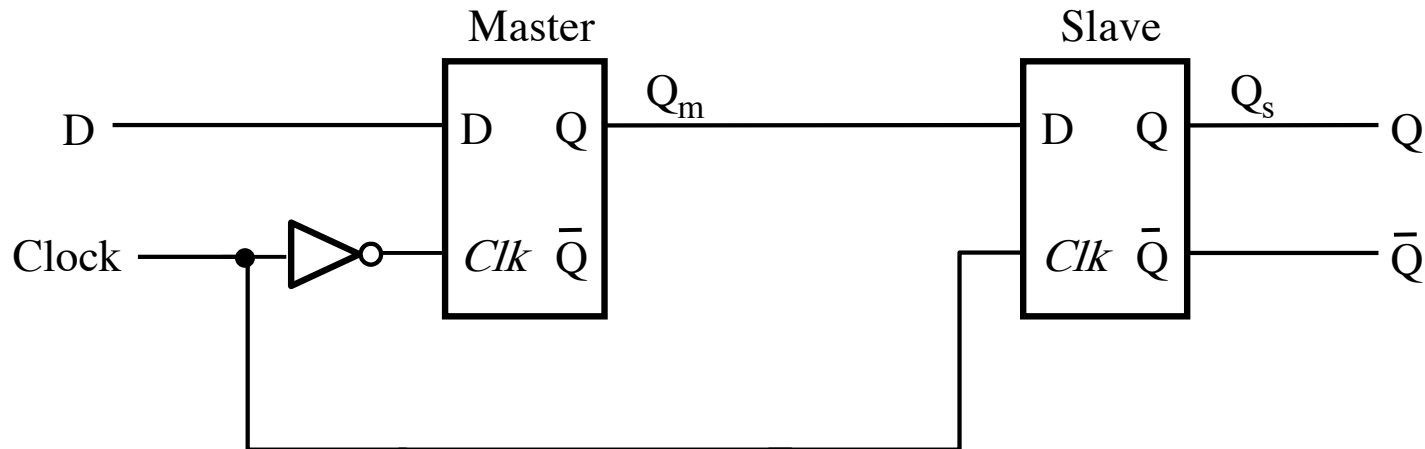 Master Slave
Q_m Q_s
D D Q D Q Q
Clock Clk Q̄ Clk Q̄ Q̄